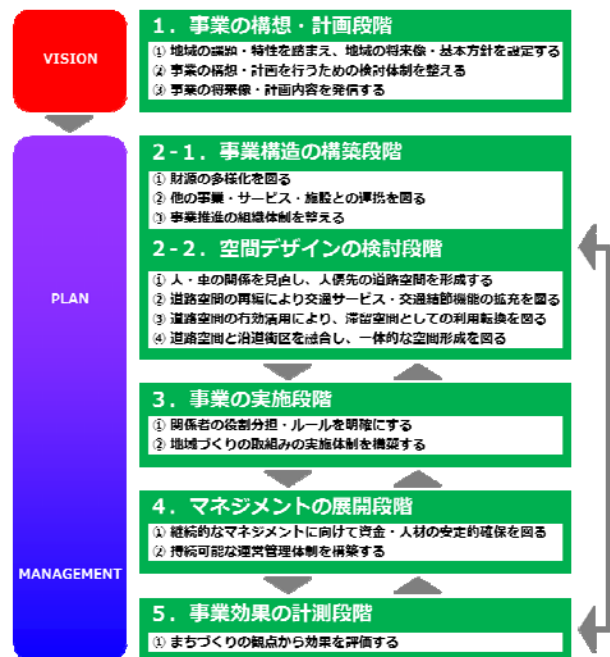 VISION
1．事業の構想・計画段階
① 地域の課題・特性を踏まえ、地域の将来像・基本方針を設定する
② 事業の構想・計画を行うための検討体制を整える
③ 事業の将来像・計画内容を発信する
PLAN
2-1．事業構造の構築段階
① 財源の多様化を図る
② 他の事業・サービス・施設との連携を図る
③ 事業推進の組織体制を整える
2-2．空間デザインの検討段階
① 人・車の関係を見直し、人優先の道路空間を形成する
② 道路空間の再編により交通サービス・交通結節機能の拡充を図る
③ 道路空間の有効活用により、滞留空間としての利用転換を図る
④ 道路空間と沿道街区を融合し、一体的な空間形成を図る
3．事業の実施段階
① 関係者の役割分担・ルールを明確にする
② 地域づくりの取組みの実施体制を構築する
MANAGEMENT
4．マネジメントの展開段階
① 継続的なマネジメントに向けて資金・人材の安定的確保を図る
② 持続可能な運営管理体制を構築する
5．事業効果の計測段階
① まちづくりの観点から効果を評価する